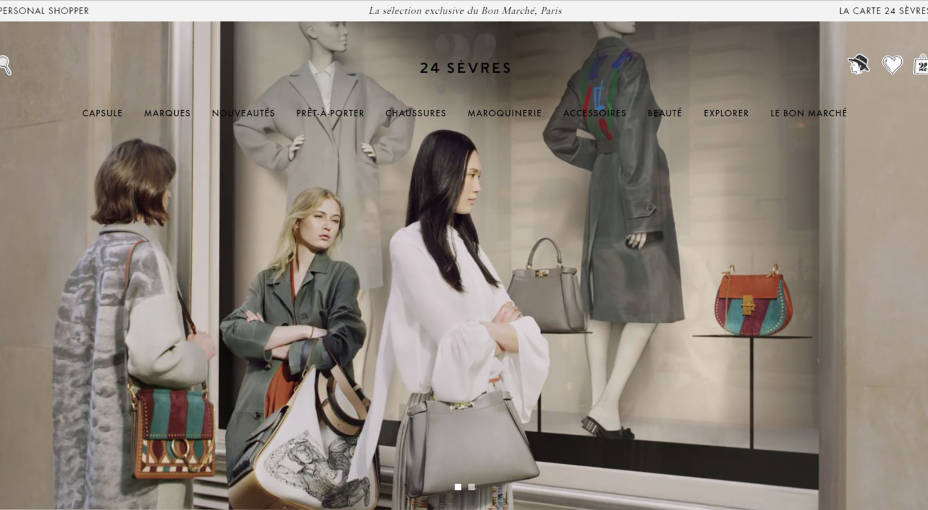 PERSONAL SHOPPER
La sélection exclusive du Bon Marché, Paris
LA CARTE 24 SÈVRES
24 SÈVRES
CAPSULE MARQUES NOUVEAUTÉS PRÊT-À-PORTER CHAUSSURES MAROQUINERIE ACCESSOIRES BEAUTÉ EXPLORER LE BON MARCHÉ